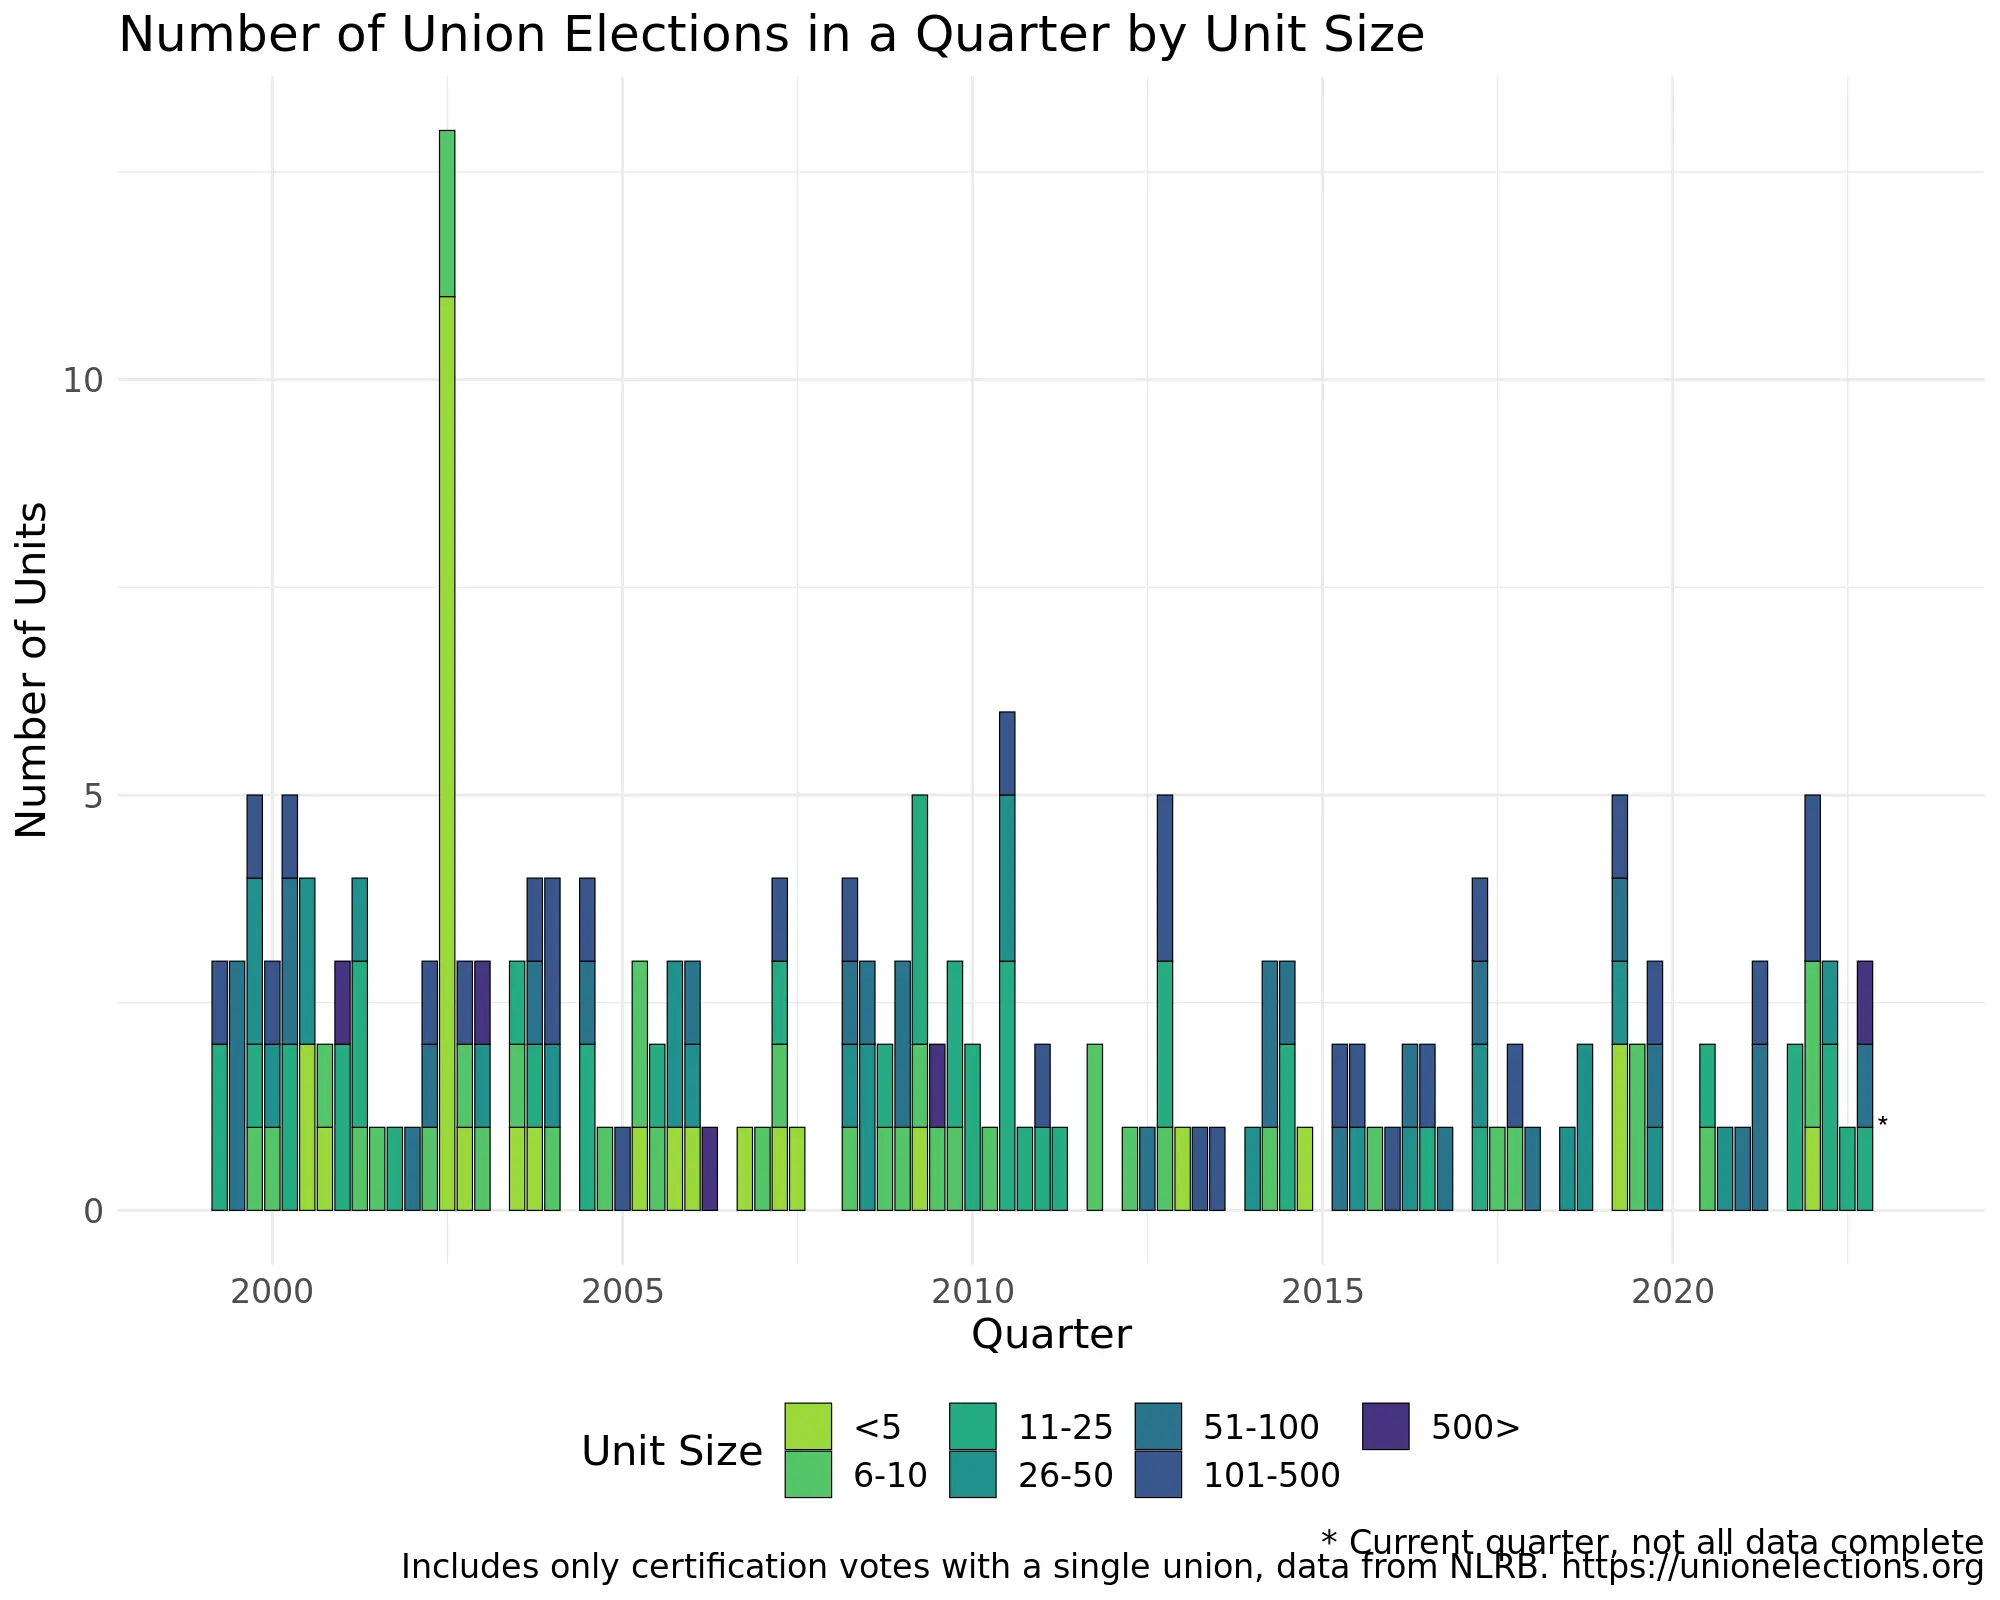 Number of Union Elections in a Quarter by Unit Size
Number of Units
10
5
0
*
2000 2005 2010 2015 2020
Quarter
Unit Size
<5 11-25 51-100 500>
6-10 26-50 101-500
* Current quarter, not all data complete
Includes only certification votes with a single union, data from NLRB. https://unionelections.org